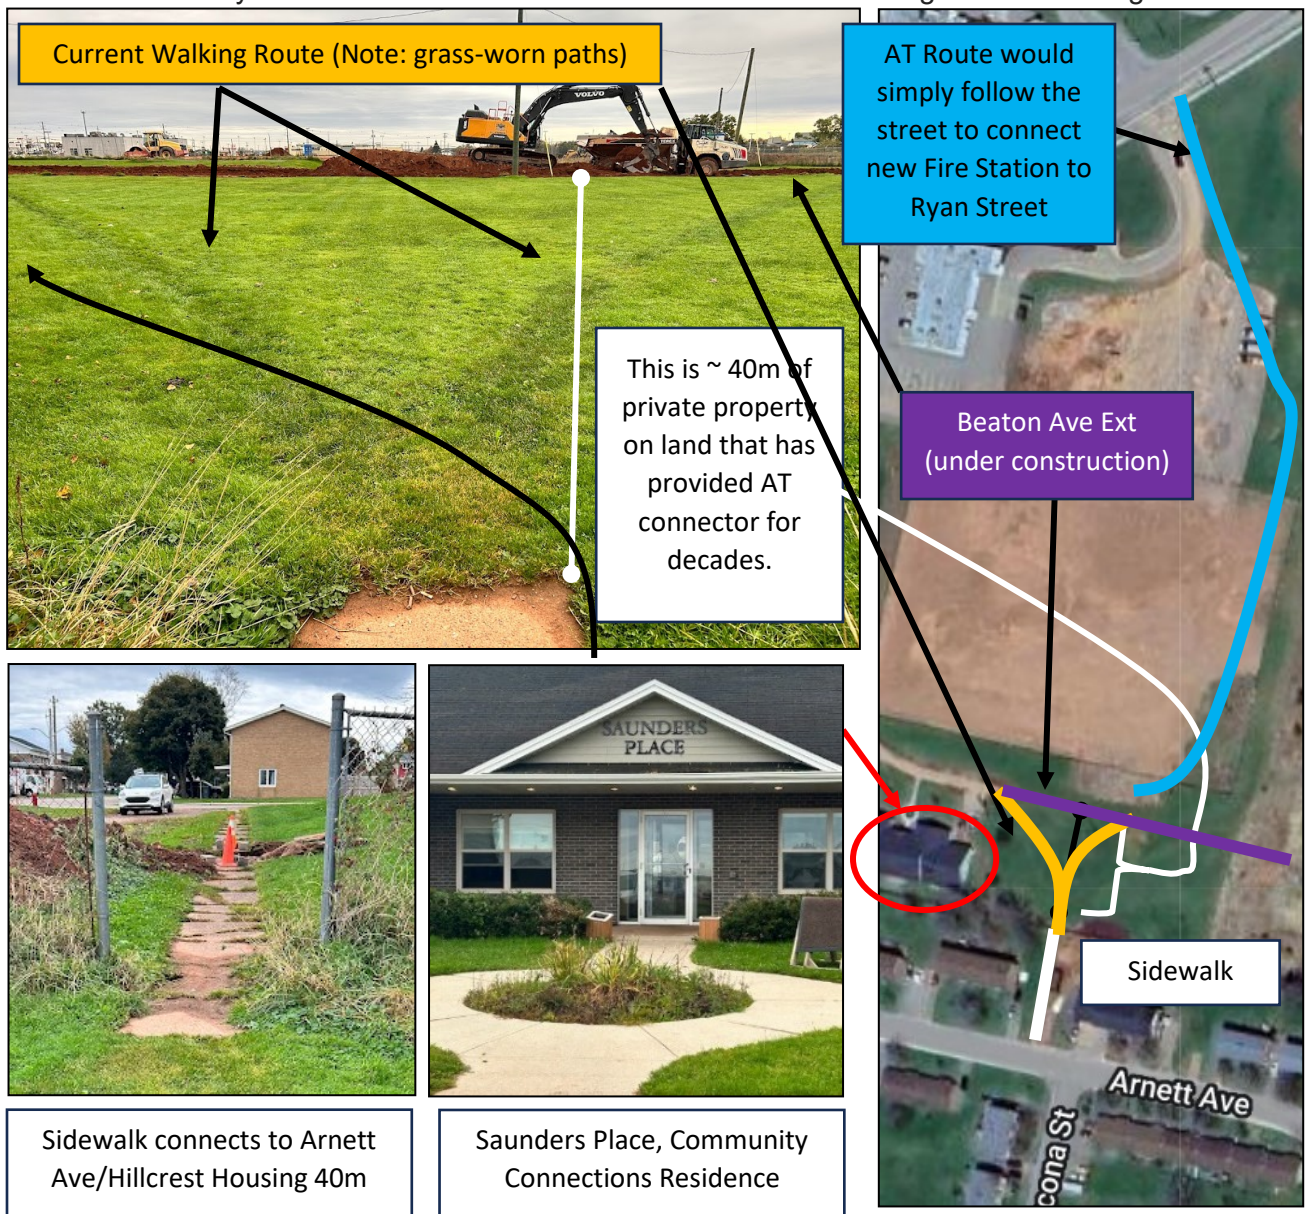 Current Walking Route (Note: grass-worn paths)
VOLVO
AT Route would
simply follow the
street to connect
new Fire Station to
Ryan Street
This is ~ 40m of
private property
on land that has
provided AT
connector for
decades.
Beaton Ave Ext
(under construction)
SAUNDERS
PLACE
Sidewalk
Arnett Ave
cona St
Sidewalk connects to Arnett
Ave/Hillcrest Housing 40m
Saunders Place, Community
Connections Residence